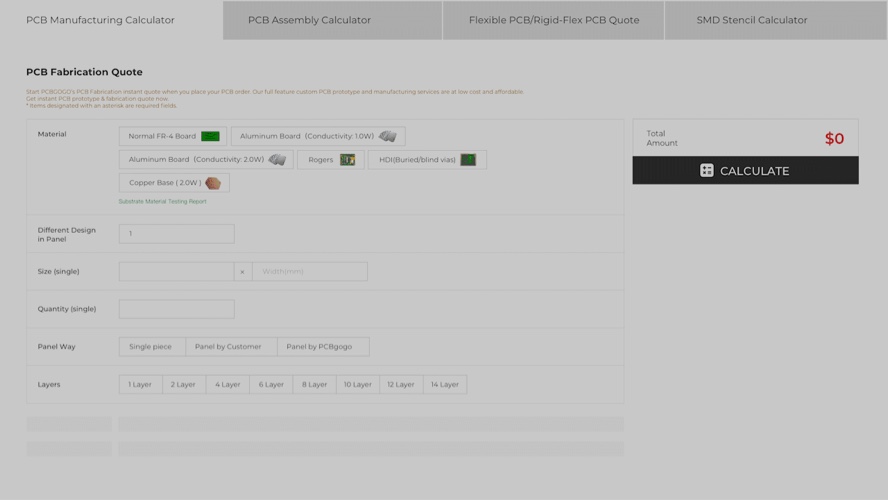 PCB Manufacturing Calculator
PCB Assembly Calculator
Flexible PCB/Rigid-Flex PCB Quote
SMD Stencil Calculator
PCB Fabrication Quote
Start PCBGOGO's PCB Fabrication instant quote when you place your PCB order. Our full feature custom PCB prototype and manufacturing services are at low cost and affordable.
Get instant PCB prototype & fabrication quote now.
* Items designated with an asterisk are required fields.
Material
Normal FR-4 Board
Aluminum Board (Conductivity: 1.0W)
Aluminum Board (Conductivity: 2.0W)
Rogers
HDI(Buried/blind vias)
Copper Base ( 2.0W )
Substrate Material Testing Report
Different Design
in Panel
1
Size (single)
×
Width(mm)
Quantity (single)
Panel Way
Single piece
Panel by Customer
Panel by PCBgogo
Layers
1 Layer
2 Layer
4 Layer
6 Layer
8 Layer
10 Layer
12 Layer
14 Layer
Total
Amount
$0
CALCULATE